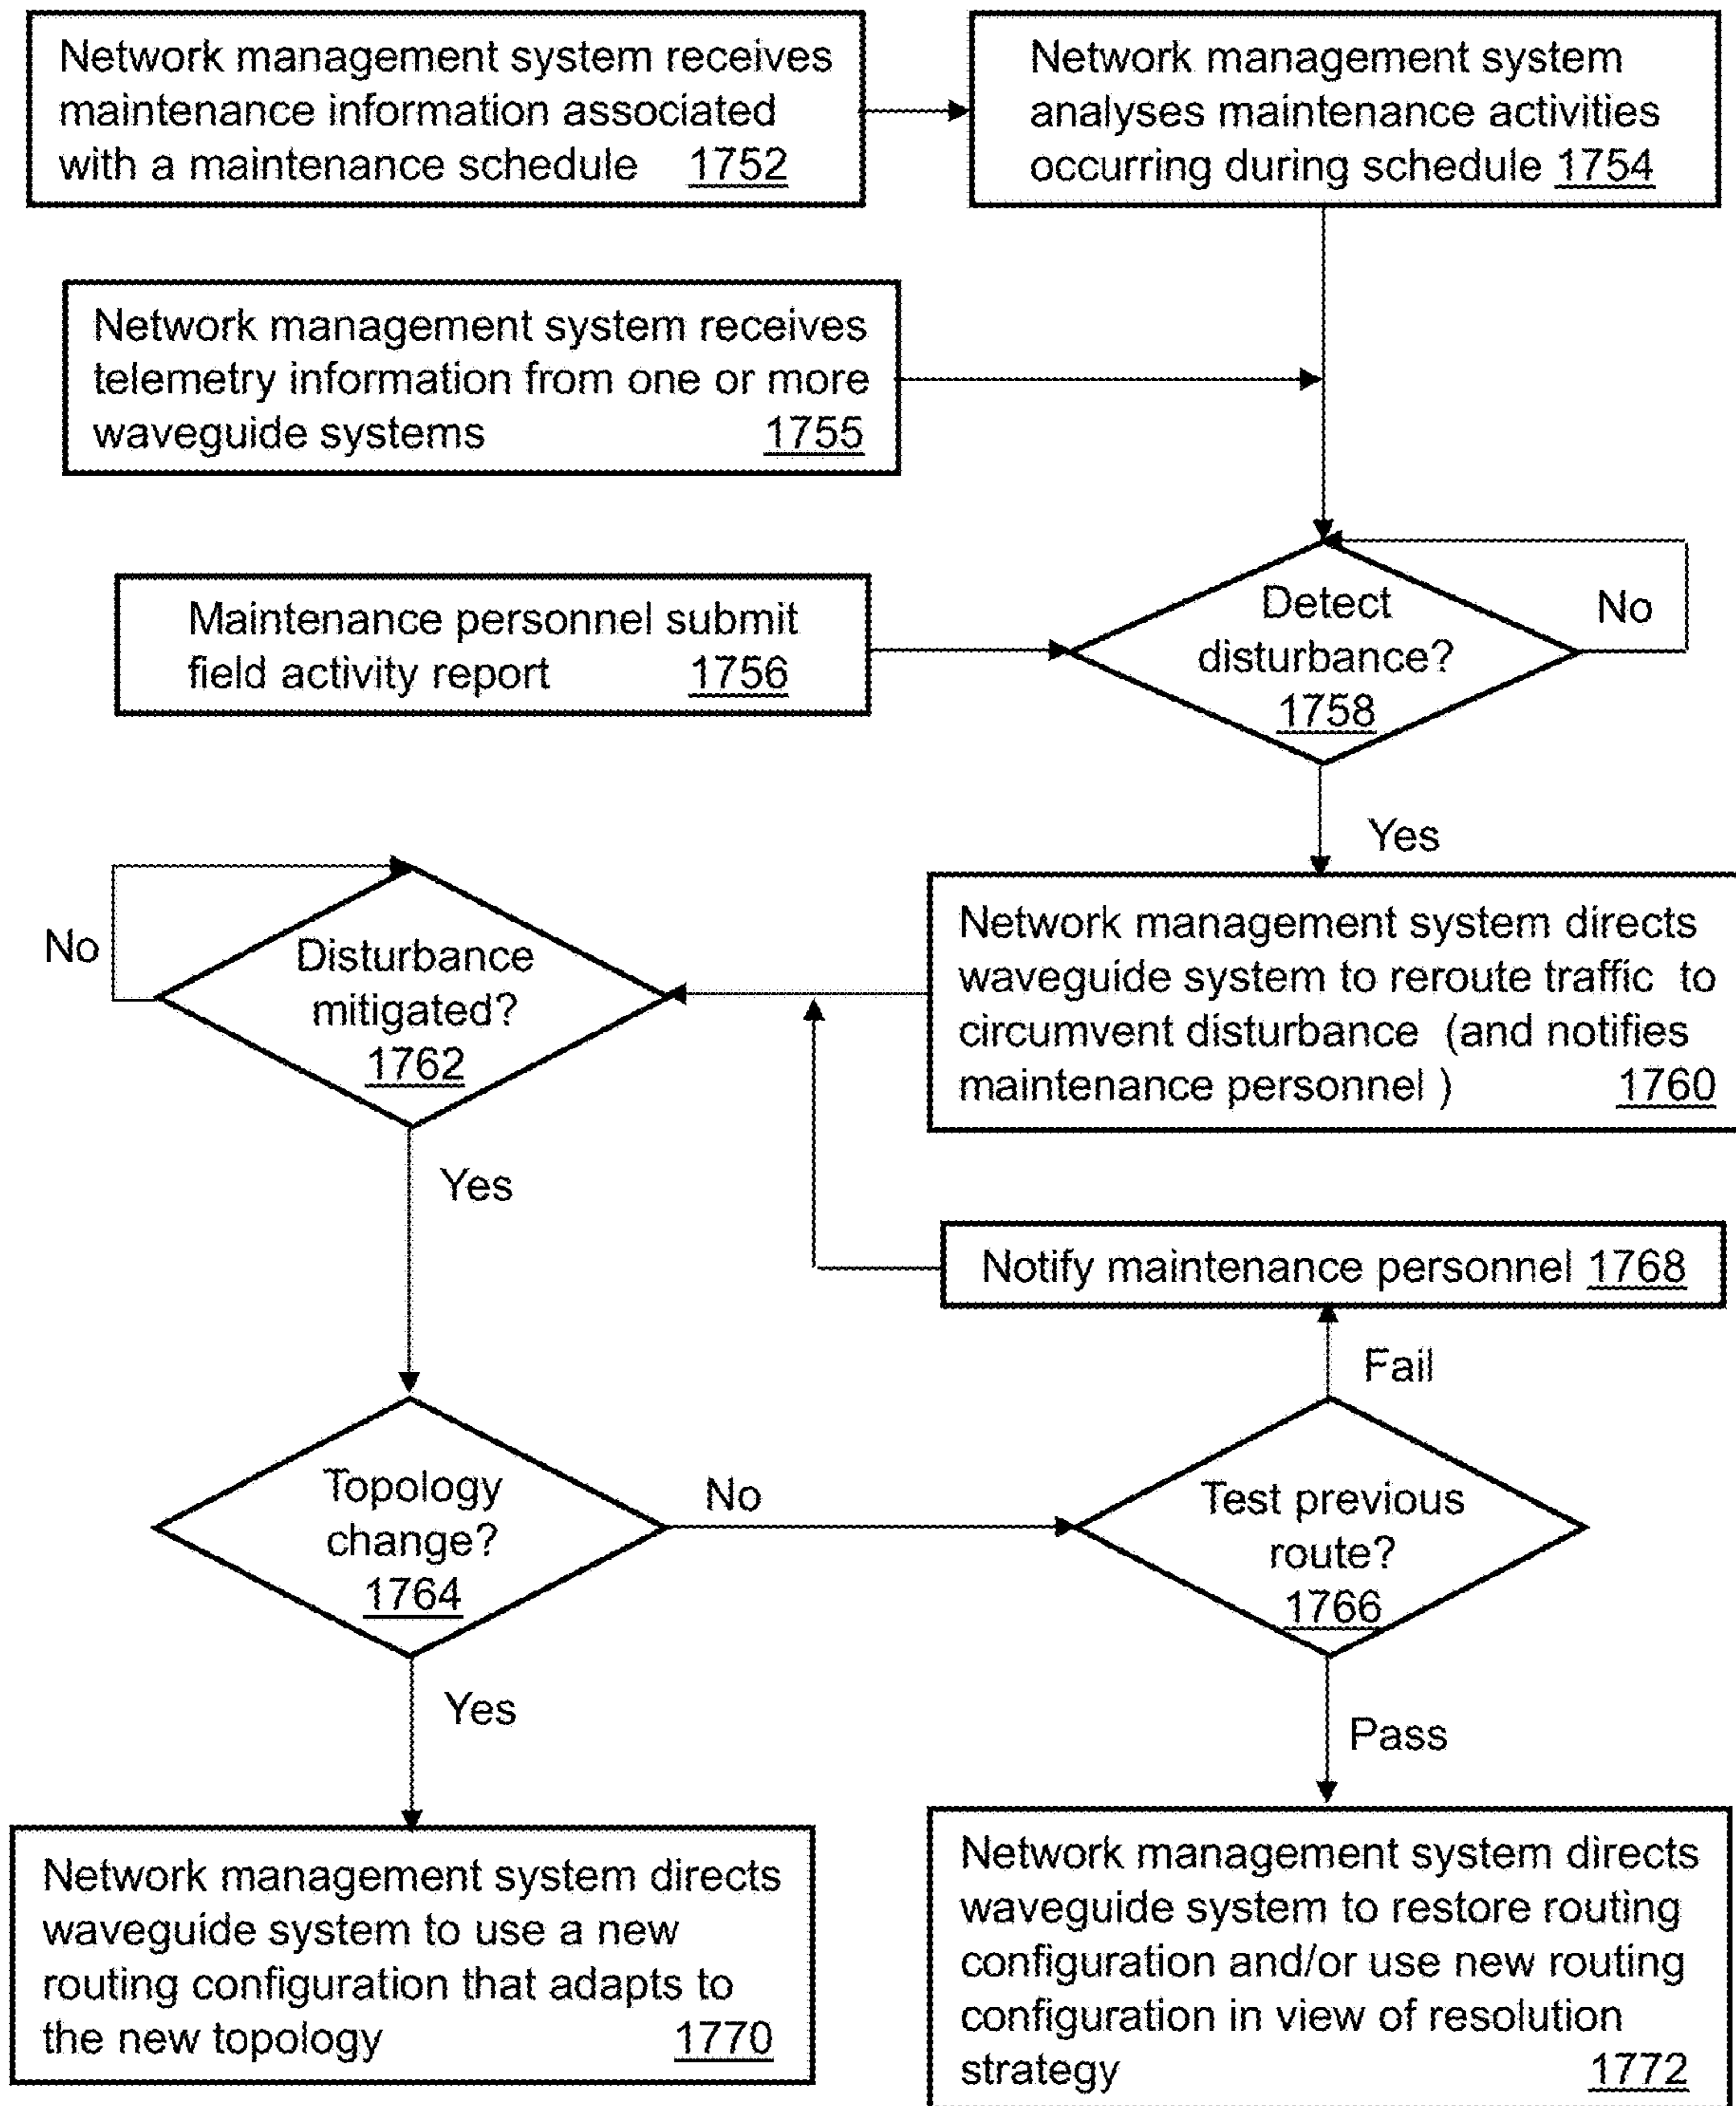 Network management system receives
maintenance information associated
with a maintenance schedule 1752
Network management system
analyses maintenance activities
occurring during schedule 1754
Network management system receives
telemetry information from one or more
waveguide systems 1755
Maintenance personnel submit
field activity report 1756
Detect
disturbance?
1758
No
Yes
Network management system directs
waveguide system to reroute traffic to
circumvent disturbance (and notifies
maintenance personnel ) 1760
No
Disturbance
mitigated?
1762
Yes
Notify maintenance personnel 1768
Fail
Topology
change?
1764
No
Test previous
route?
1766
Yes
Pass
Network management system directs
waveguide system to use a new
routing configuration that adapts to
the new topology 1770
Network management system directs
waveguide system to restore routing
configuration and/or use new routing
configuration in view of resolution
strategy 1772